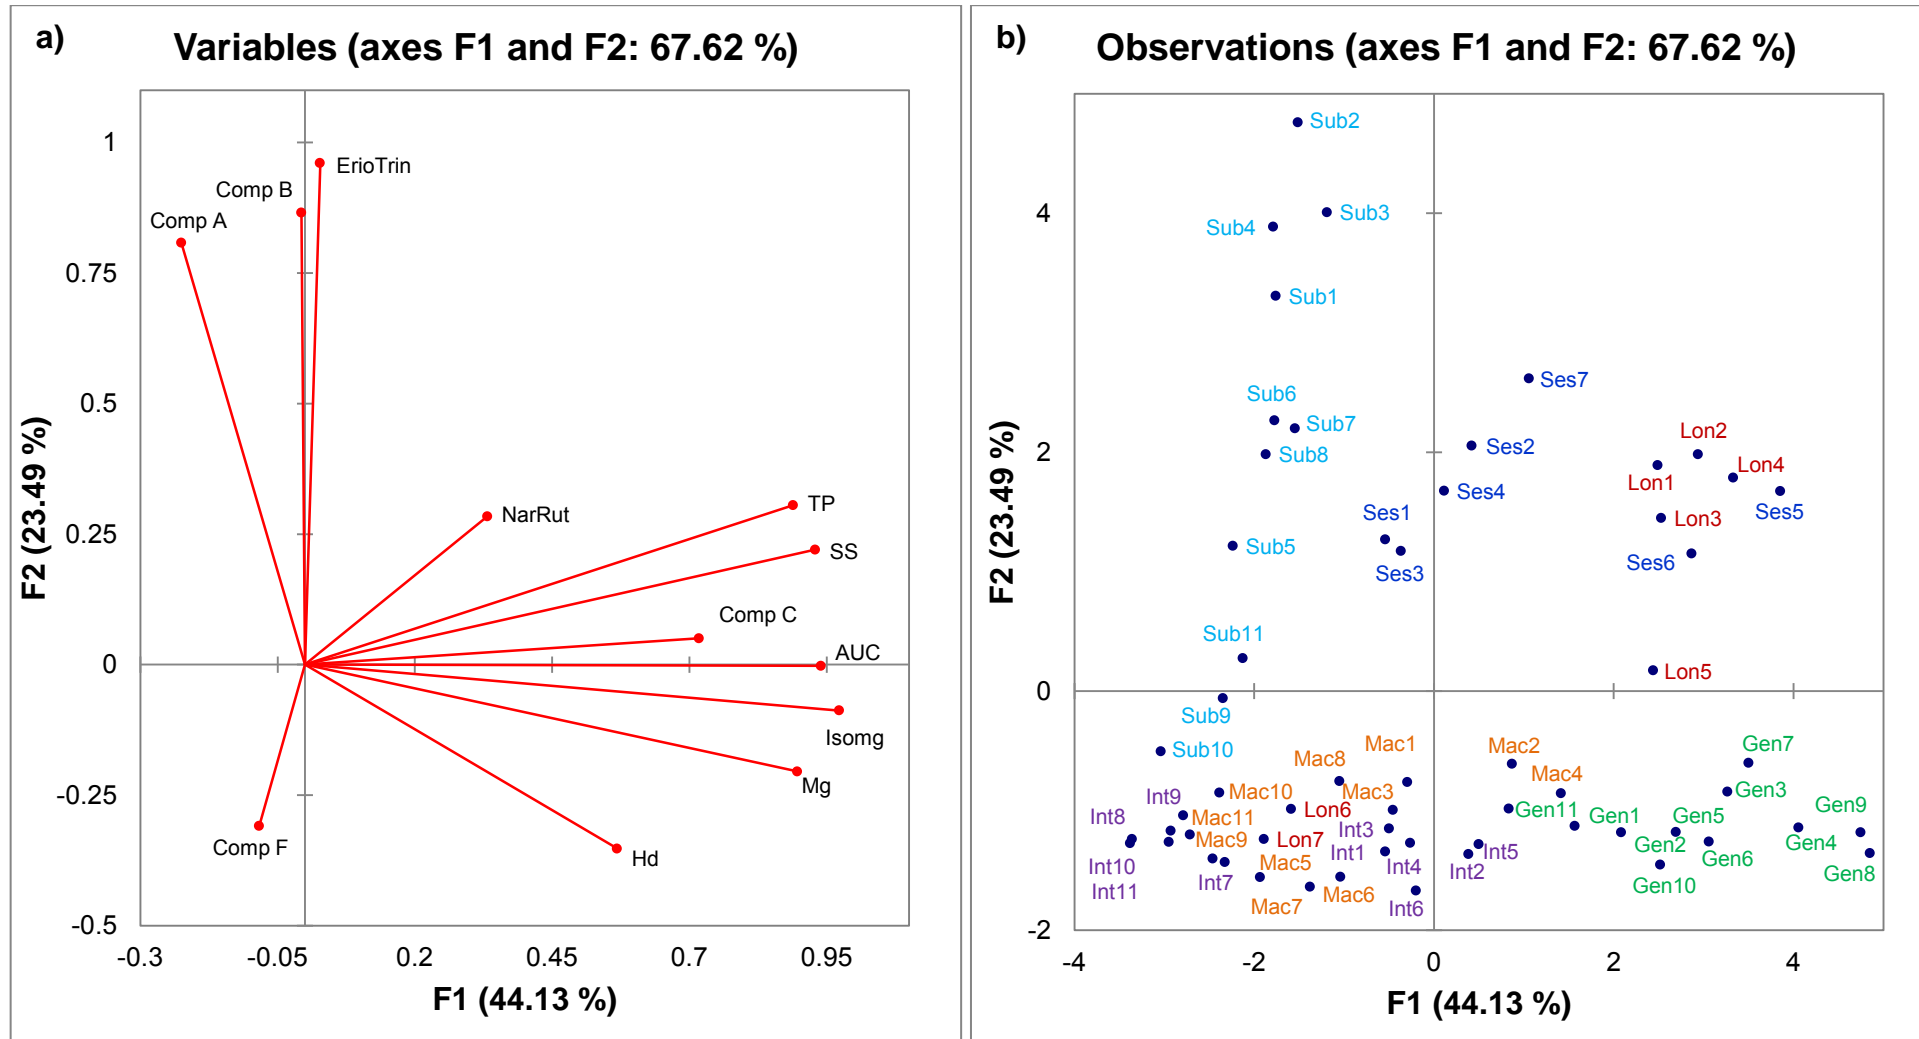 a)
Variables (axes F1 and F2: 67.62 %)
1
0.75
0.5
0.25
0
-0.25
-0.5
F2 (23.49 %)
ErioTrin
Comp B
Comp A
NarRut
TP
SS
Comp C
AUC
Isomg
Mg
Hd
Comp F
-0.3
-0.05
0.2
0.45
0.7
0.95
F1 (44.13 %)
b)
Observations (axes F1 and F2: 67.62 %)
4
2
0
-2
F2 (23.49 %)
Sub2
Sub3
Sub4
Sub1
Ses7
Sub6
Sub7
Sub8
Ses2
Lon2
Lon4
Lon1
Ses4
Ses5
Ses1
Lon3
Sub5
Ses3
Ses6
Sub11
Lon5
Sub9
Sub10
Mac1
Mac2
Gen7
Mac8
Mac4
Int9
Mac10
Mac3
Gen3
Int8
Mac11
Lon6
Gen11
Gen1
Gen5
Gen9
Mac9
Lon7
Int3
Gen2
Gen4
Int10
Mac5
Int1
Int4
Int2
Int5
Gen6
Gen8
Int11
Int7
Mac7
Mac6
Int6
Gen10
-4
-2
0
2
4
F1 (44.13 %)